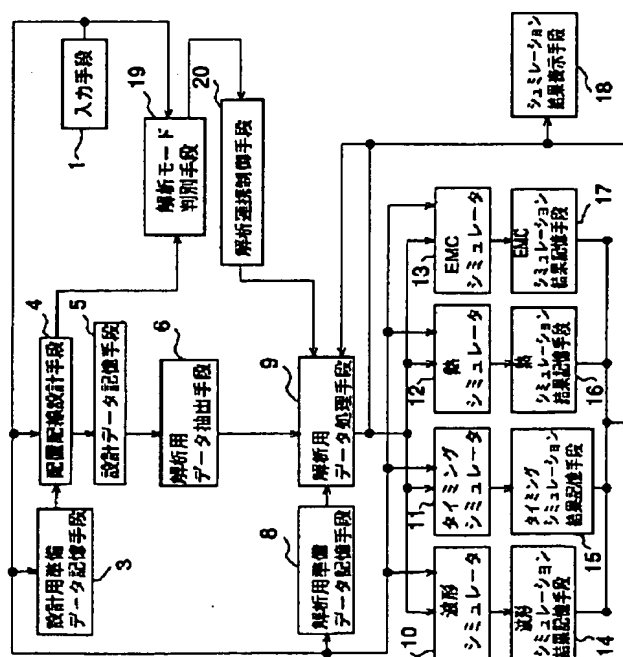 入力手段
1
19
解析モード
判別手段
20
解析連携制御手段
4
配置配線設計手段
5
設計データ記憶手段
6
解析用
データ抽出手段
設計用準備
データ記憶手段
3
9
解析用
データ処理手段
8
解析用準備
データ記憶手段
10
波形
シミュレータ
11
タイミング
シミュレータ
12
熱
シミュレータ
13
EMC
シミュレータ
波形
シミュレーション
結果記憶手段
14
タイミング
シミュレーション
結果記憶手段
15
熱
シミュレーション
結果記憶手段
16
EMC
シミュレーション
結果記憶手段
17
シュミレーション
結果表示手段
18